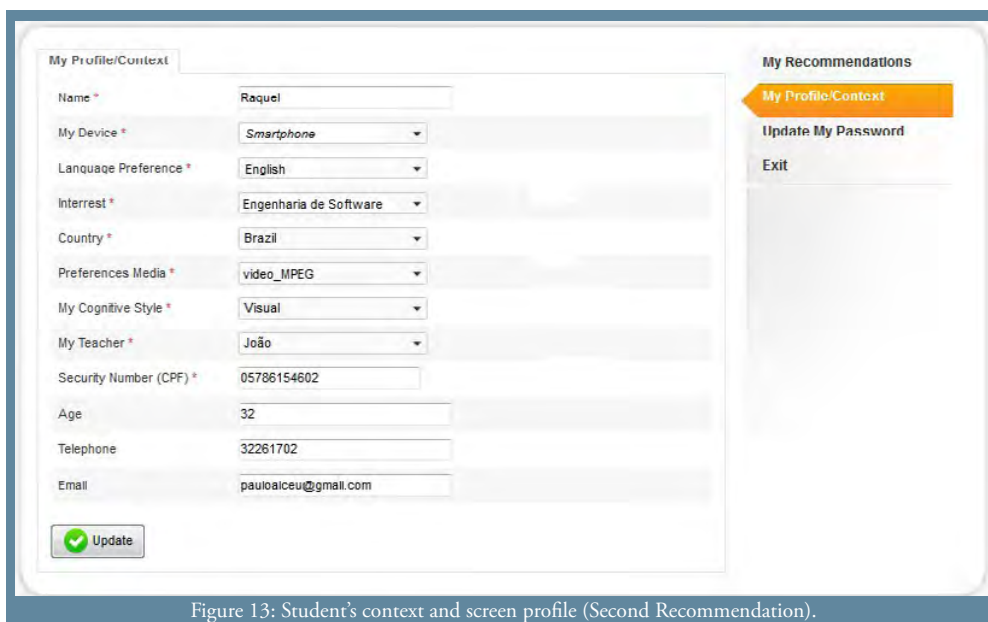 My Profile/Context
Name * Raquel
My Device * Smartphone
Language Preference * English
Interrest * Engenharia de Software
Country * Brazil
Preferences Media * video_MPEG
My Cognitive Style * Visual
My Teacher * João
Security Number (CPF) * 05786154602
Age 32
Telephone 32261702
Email pauloalceu@gmail.com
Update
My Recommendations
My Profile/Context
Update My Password
Exit
Figure 13: Student’s context and screen profile (Second Recommendation).